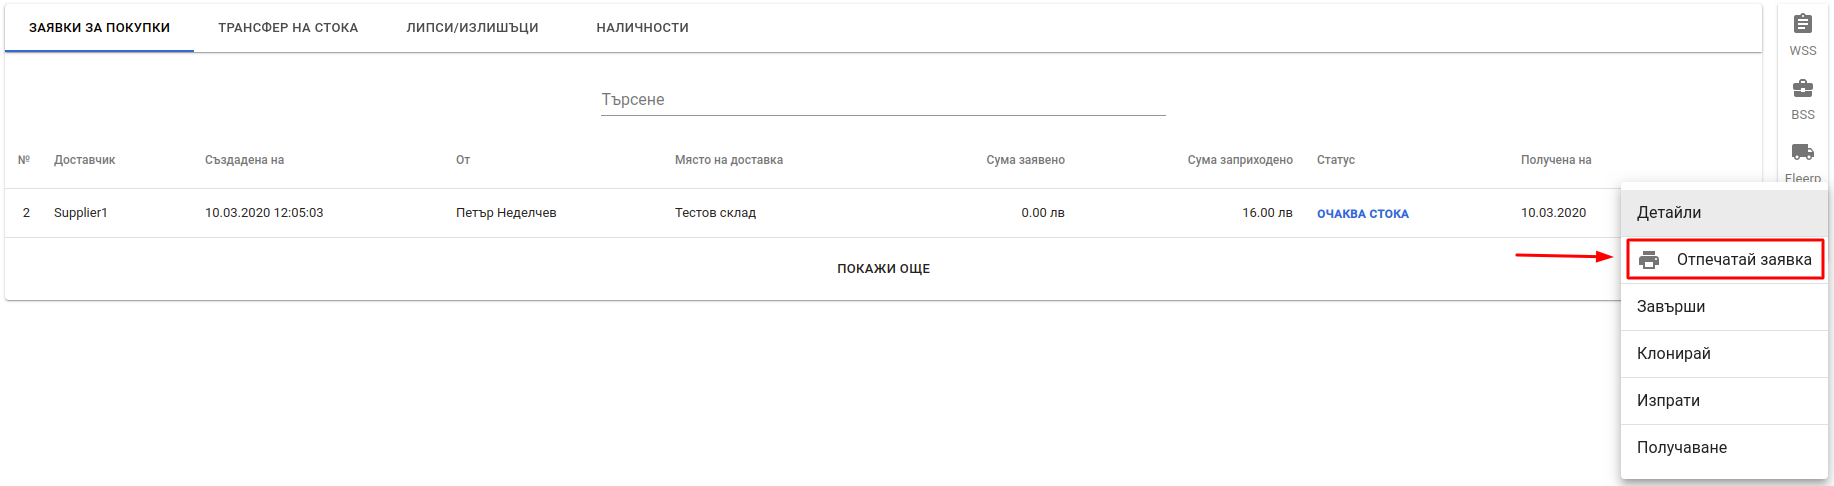 ЗАЯВКИ ЗА ПОКУПКИ ТРАНСФЕР НА СТОКА ЛИПСИ/ИЗЛИШЪЦИ НАЛИЧНОСТИ
WSS
Търсене
BSS
№ Доставчик Създадена на От Място на доставка Сума заявено Сума заприходено Статус Получена на
Fleerp
2 Supplier1 10.03.2020 12:05:03 Петър Неделчев Тестов склад 0.00 лв 16.00 лв ОЧАКВА СТОКА 10.03.2020
ПОКАЖИ ОЩЕ
Детайли
Отпечатай заявка
Завърши
Клонирай
Изпрати
Получаване